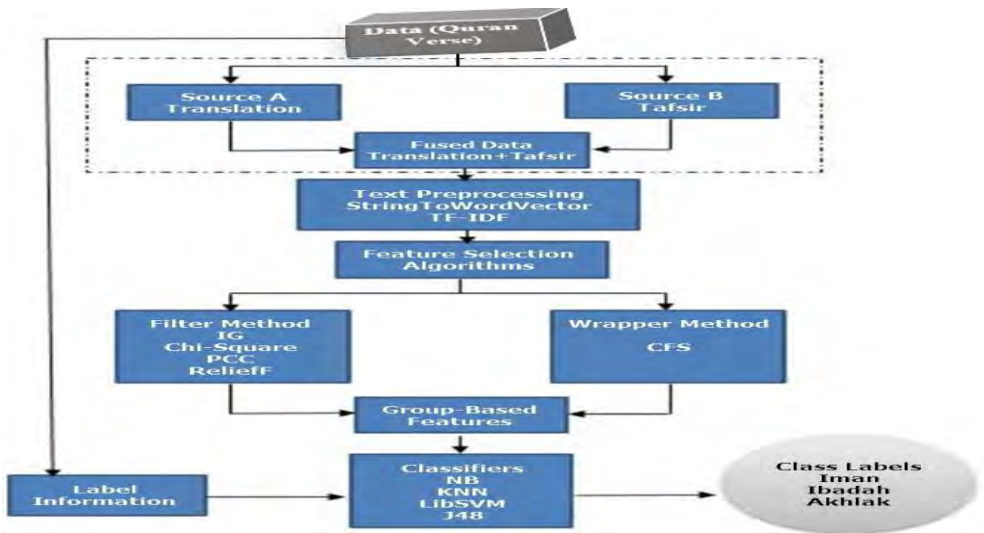 Data (Quran
Verse)
Source A
Translation
Source B
Tafsir
Fused Data
Translation+Tafsir
Text Preprocessing
StringToWordVector
TF-IDF
Feature Selection
Algorithms
Filter Method
IG
Chi-Square
PCC
ReliefF
Wrapper Method
CFS
Group-Based
Features
Label
Information
Classifiers
NB
KNN
LibSVM
J48
Class Labels
Iman
Ibadah
Akhlak